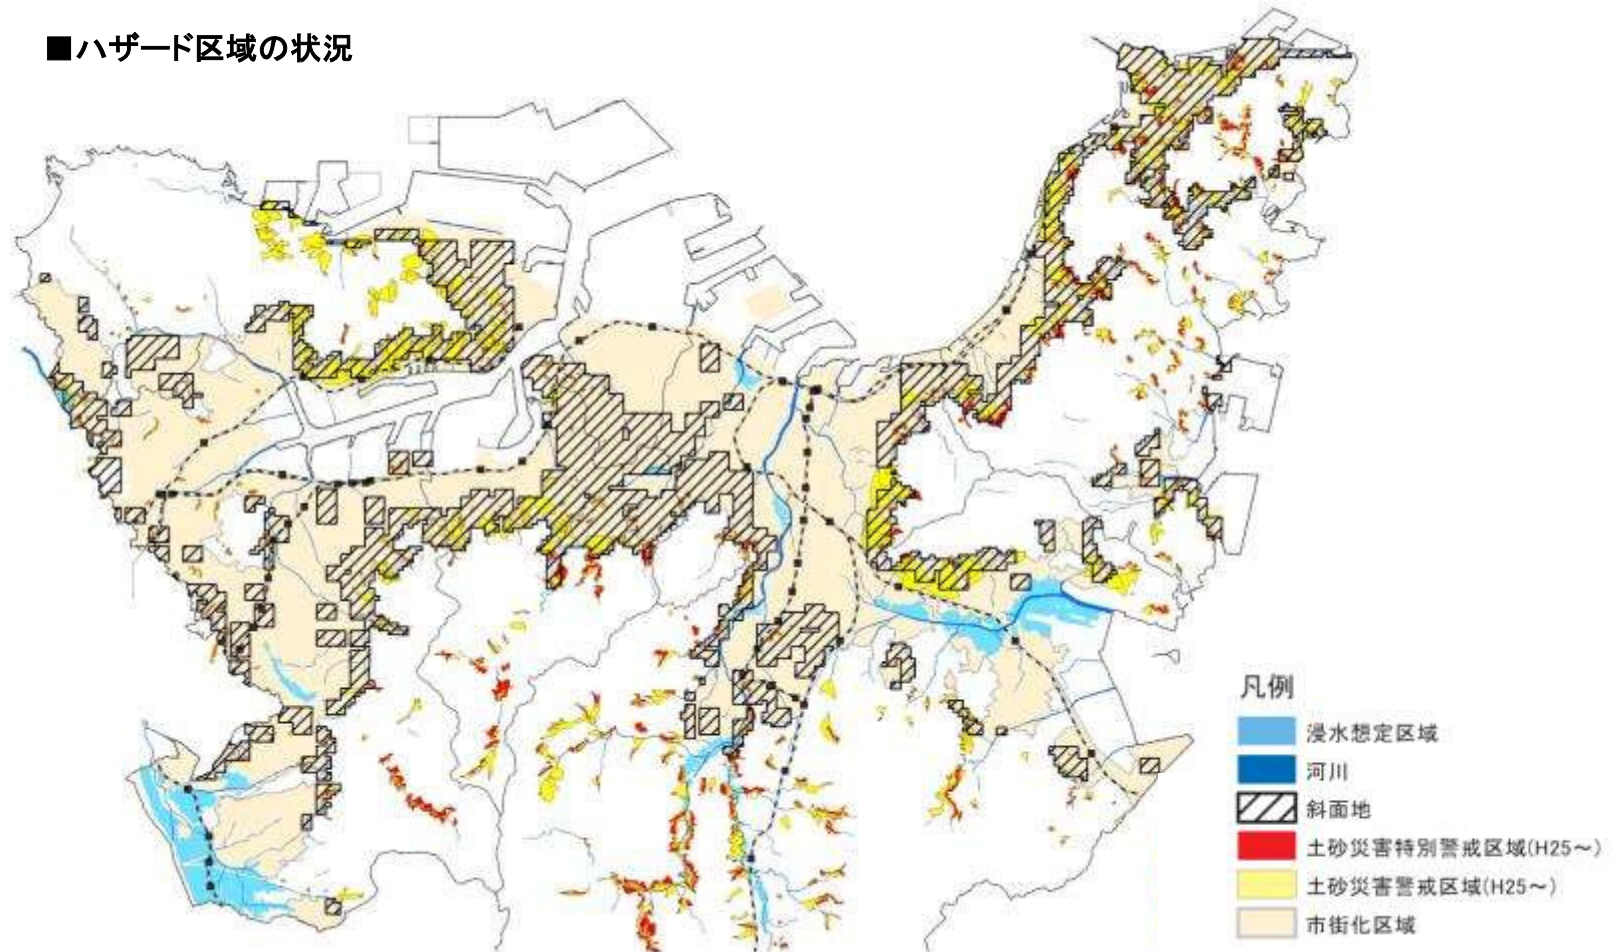 ■ハザード区域の状況
凡例
浸水想定区域
河川
斜面地
土砂災害特別警戒区域(H25～)
土砂災害警戒区域(H25～)
市街化区域